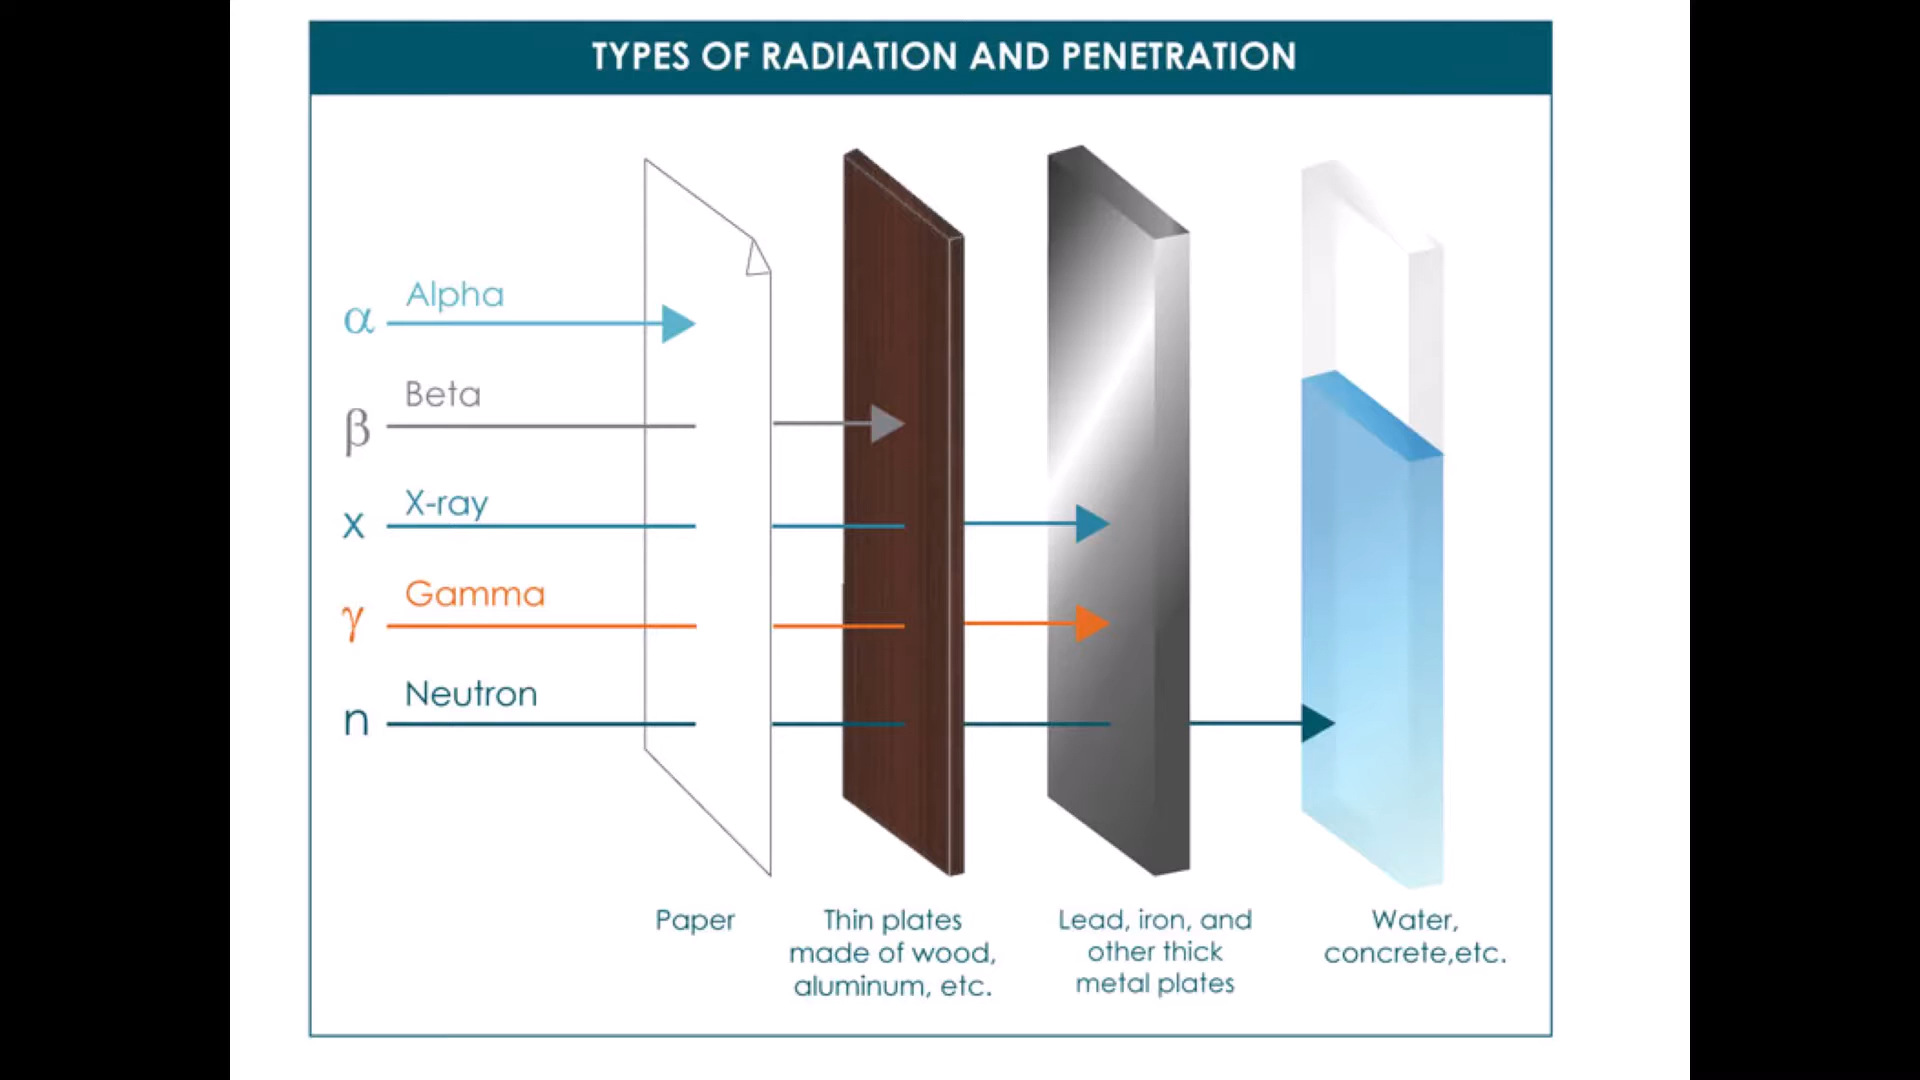 TYPES OF RADIATION AND PENETRATION
Alpha
α
Beta
β
X-ray
x
Gamma
γ
Neutron
n
Paper
Thin plates
made of wood,
aluminum, etc.
Lead, iron, and
other thick
metal plates
Water,
concrete,etc.